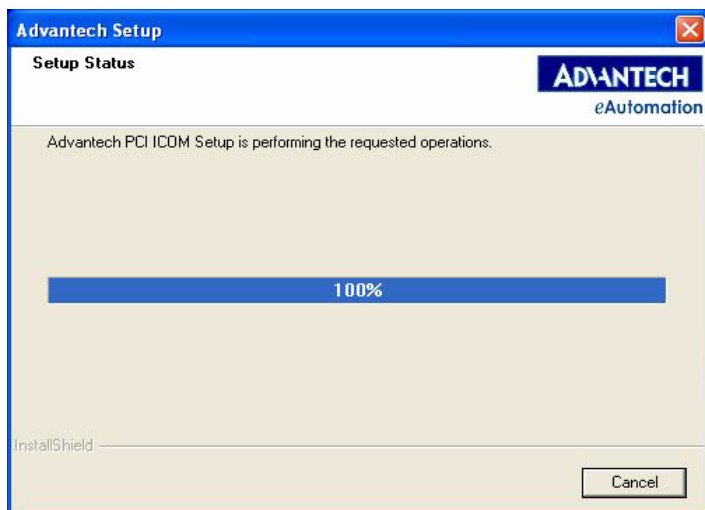 Advantech Setup
Setup Status
ADVANTECH
eAutomation
Advantech PCI ICOM Setup is performing the requested operations.
100%
InstallShield
Cancel